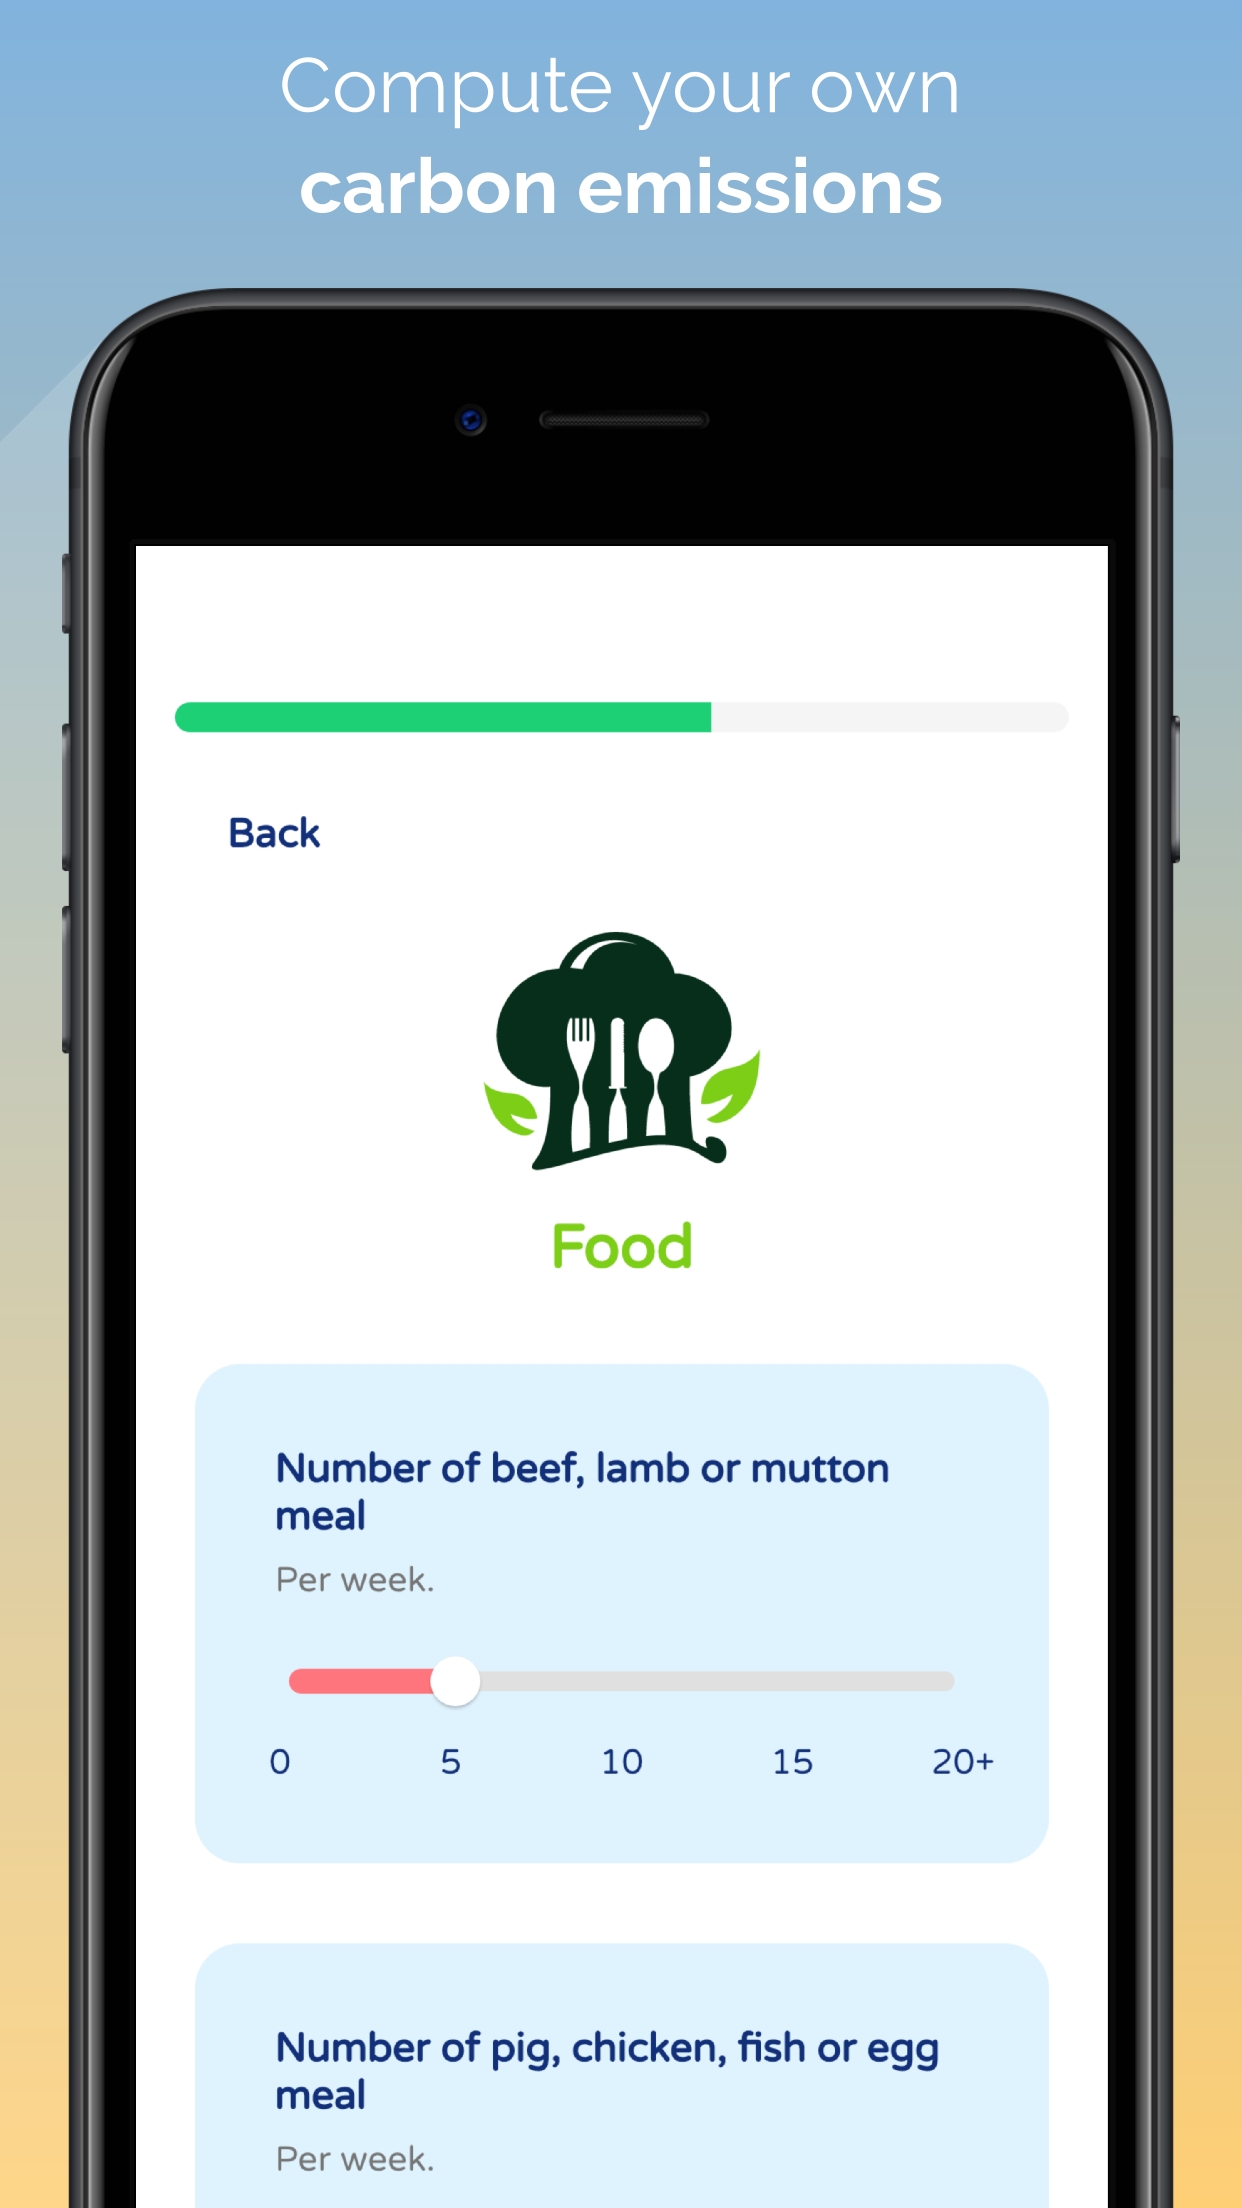 Compute your own
carbon emissions
Back
Food
Number of beef, lamb or mutton
meal
Per week.
0 5 10 15 20+
Number of pig, chicken, fish or egg
meal
Per week.